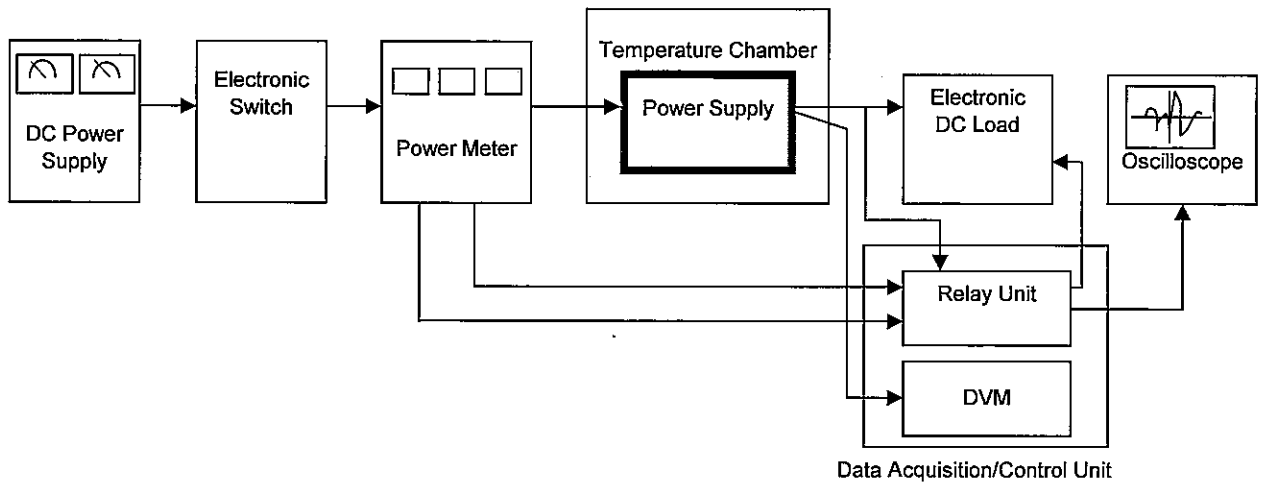 DC Power
Supply
Electronic
Switch
Power Meter
Temperature Chamber
Power Supply
Electronic
DC Load
Oscilloscope
Relay Unit
DVM
Data Acquisition/Control Unit